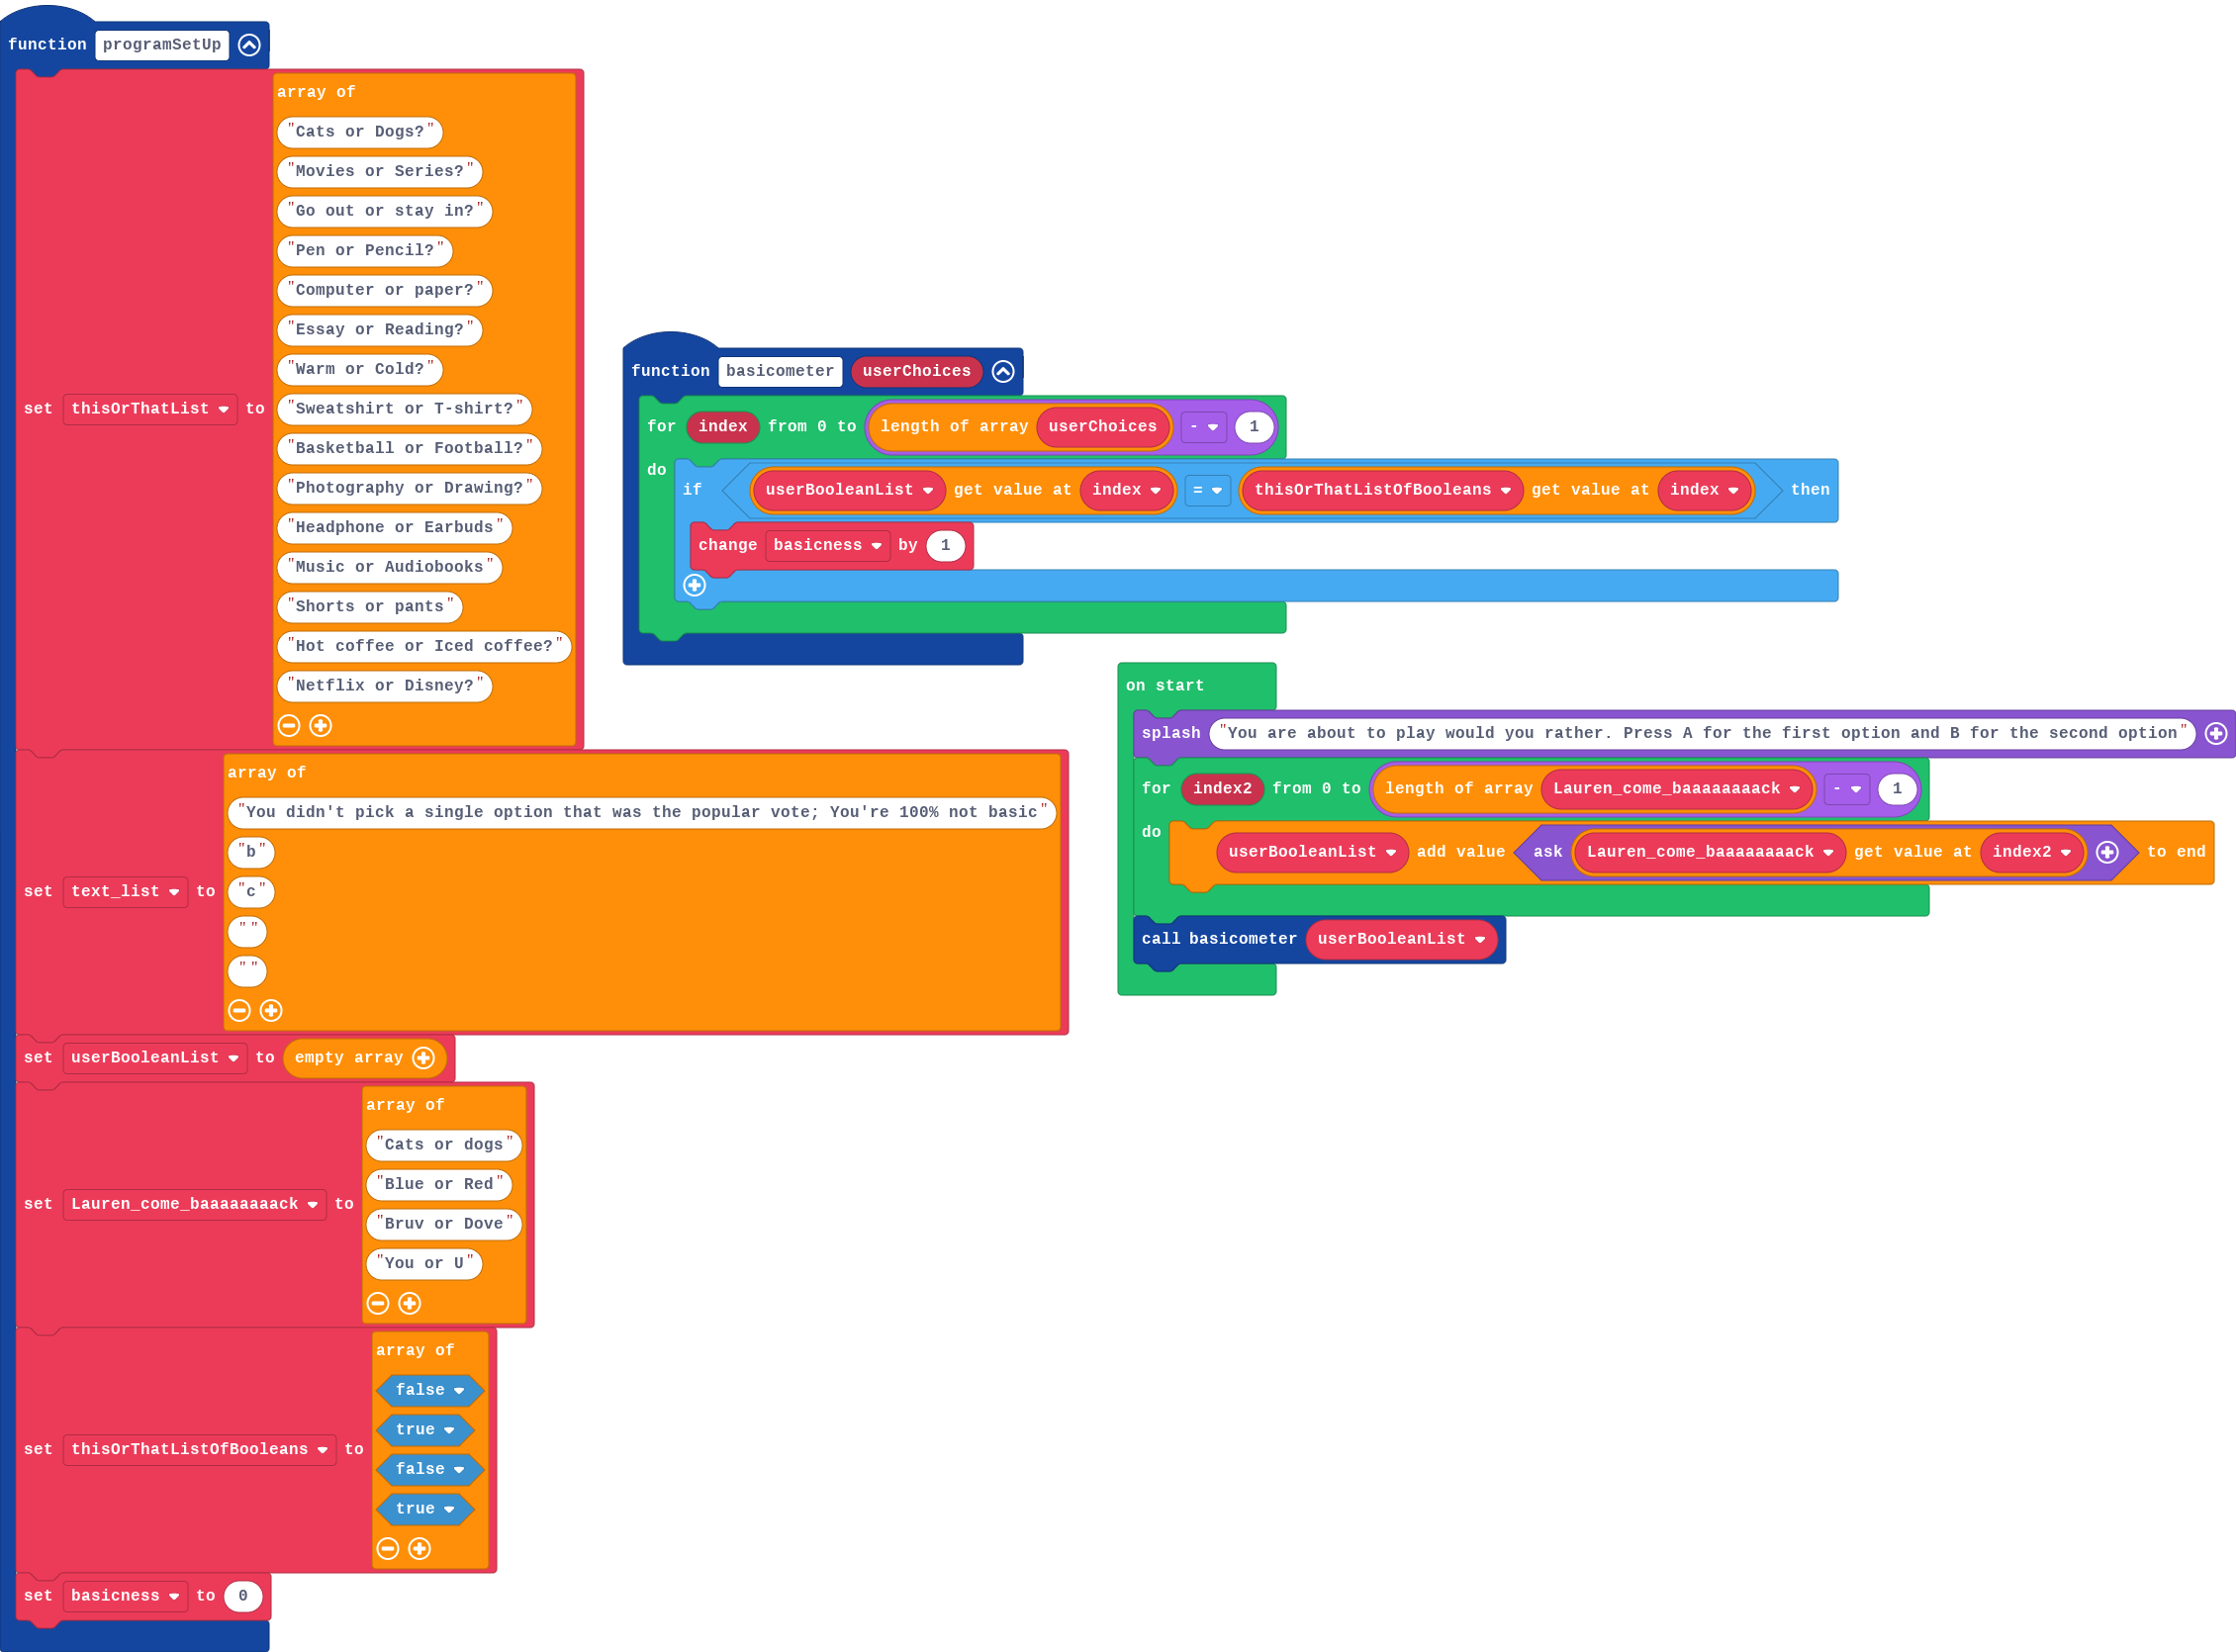 function programSetUp
set thisOrThatList to array of
"Cats or Dogs?"
"Movies or Series?"
"Go out or stay in?"
"Pen or Pencil?"
"Computer or paper?"
"Essay or Reading?"
"Warm or Cold?"
"Sweatshirt or T-shirt?"
"Basketball or Football?"
"Photography or Drawing?"
"Headphone or Earbuds"
"Music or Audiobooks"
"Shorts or pants"
"Hot coffee or Iced coffee?"
"Netflix or Disney?"
set text_list to array of
"You didn't pick a single option that was the popular vote; You're 100% not basic"
"b"
"c"
""
""
set userBooleanList to empty array
set Lauren_come_baaaaaaaack to array of
"Cats or dogs"
"Blue or Red"
"Bruv or Dove"
"You or U"
set thisOrThatListOfBooleans to array of
false
true
false
true
set basicness to 0
function basicometer userChoices
for index from 0 to length of array userChoices - 1
do
if userBooleanList get value at index = thisOrThatListOfBooleans get value at index then
change basicness by 1
on start
splash "You are about to play would you rather. Press A for the first option and B for the second option"
for index2 from 0 to length of array Lauren_come_baaaaaaaack - 1
do
userBooleanList add value ask Lauren_come_baaaaaaaack get value at index2 to end
call basicometer userBooleanList